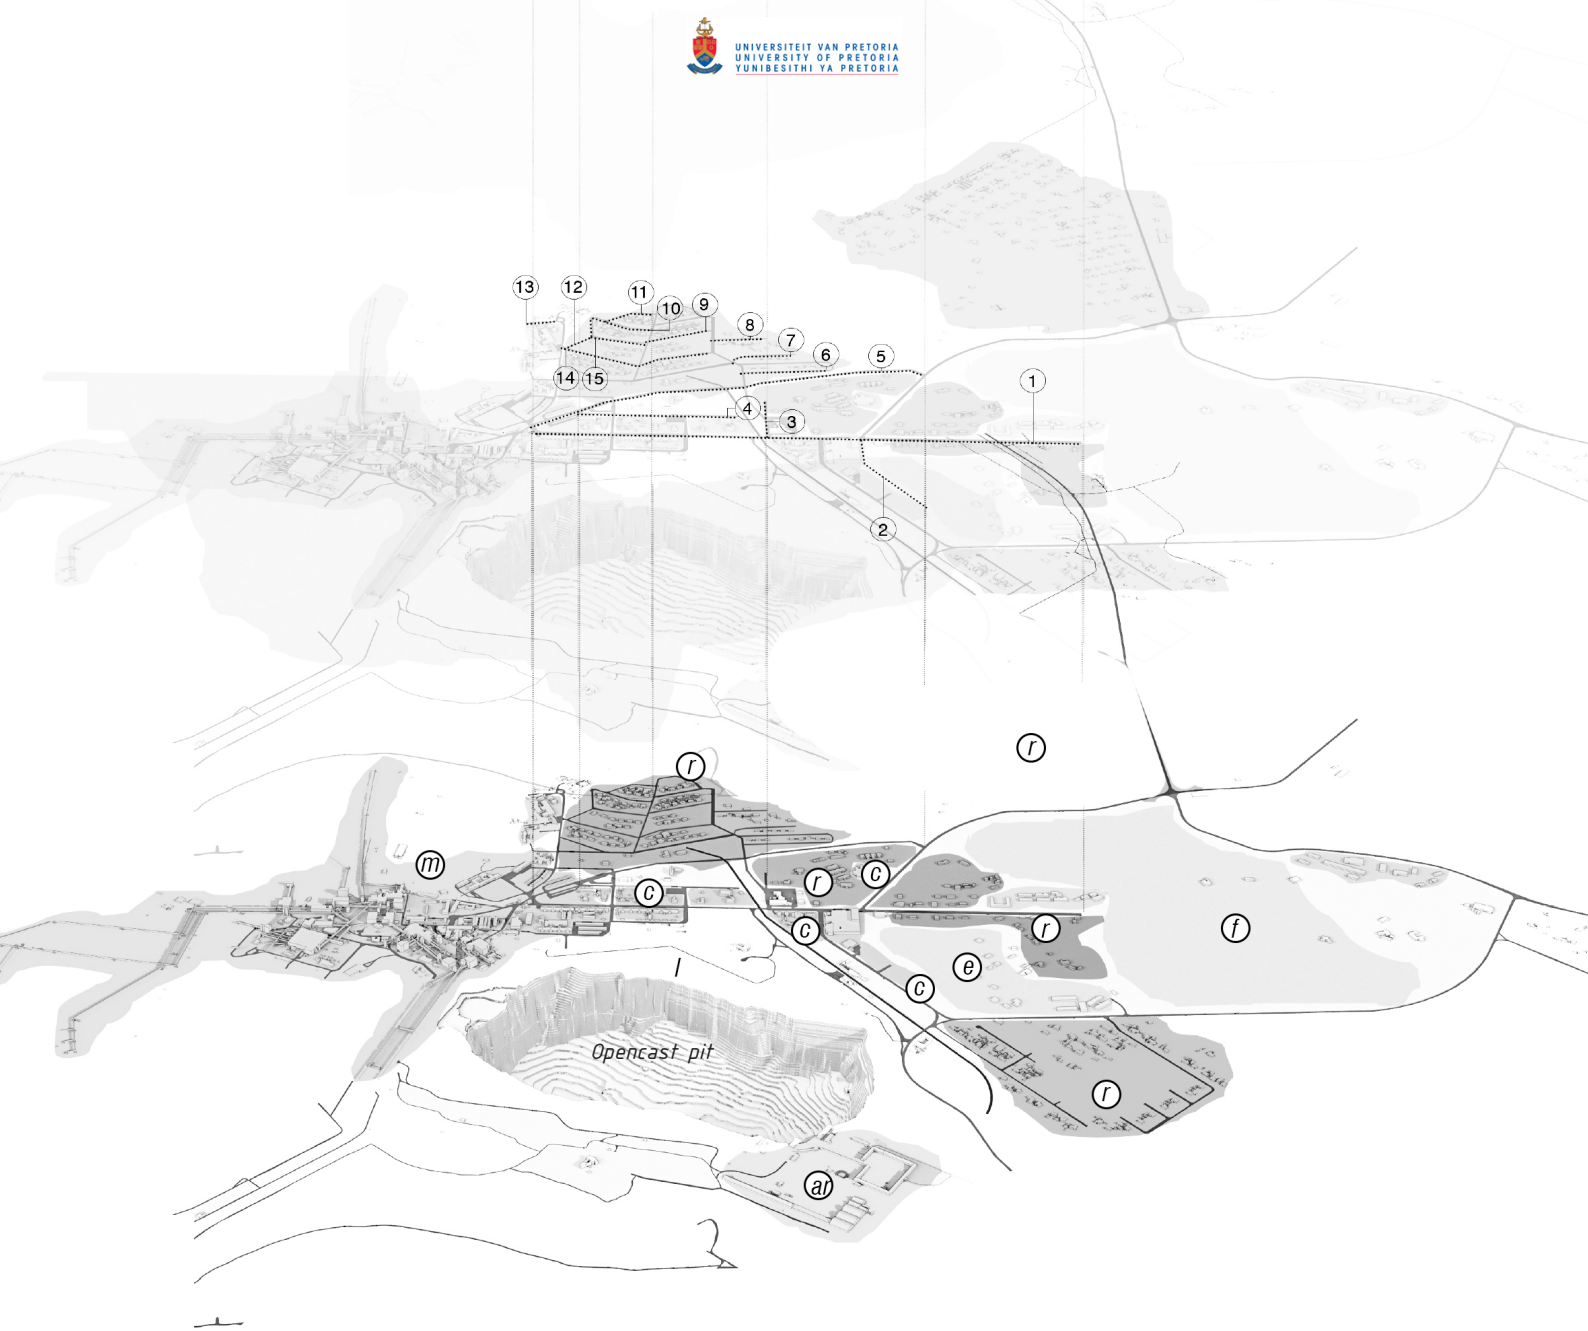 UNIVERSITEIT VAN PRETORIA
UNIVERSITY OF PRETORIA
YUNIBESITHI YA PRETORIA
13
12
11
10
9
8
7
6
5
1
14
15
4
3
2
r
r
m
c
r
c
c
r
f
e
c
l
Opencast pit
r
ar